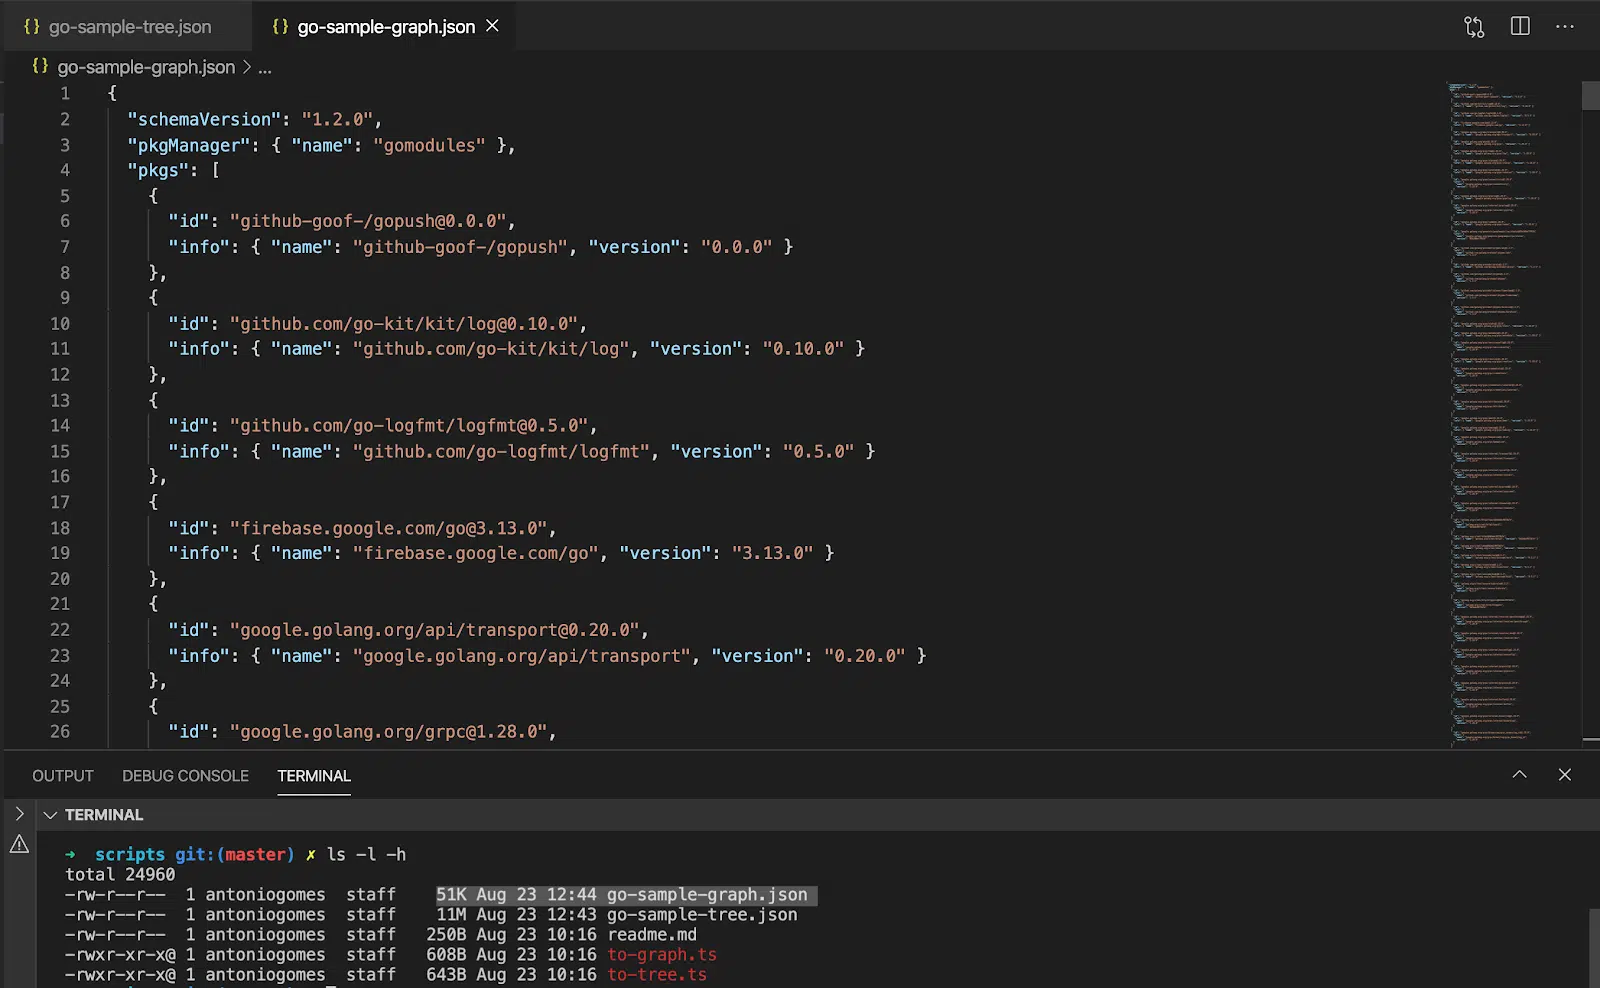 {} go-sample-tree.json
{} go-sample-graph.json ×
{} go-sample-graph.json > ...
1 {
2 "schemaVersion": "1.2.0",
3 "pkgManager": { "name": "gomodules" },
4 "pkgs": [
5 {
6 "id": "github-goof-/gopush@0.0.0",
7 "info": { "name": "github-goof-/gopush", "version": "0.0.0" }
8 },
9 {
10 "id": "github.com/go-kit/kit/log@0.10.0",
11 "info": { "name": "github.com/go-kit/kit/log", "version": "0.10.0" }
12 },
13 {
14 "id": "github.com/go-logfmt/logfmt@0.5.0",
15 "info": { "name": "github.com/go-logfmt/logfmt", "version": "0.5.0" }
16 },
17 {
18 "id": "firebase.google.com/go@3.13.0",
19 "info": { "name": "firebase.google.com/go", "version": "3.13.0" }
20 },
21 {
22 "id": "google.golang.org/api/transport@0.20.0",
23 "info": { "name": "google.golang.org/api/transport", "version": "0.20.0" }
24 },
25 {
26 "id": "google.golang.org/grpc@1.28.0",
OUTPUT DEBUG CONSOLE TERMINAL
TERMINAL
➜ scripts git:(master) ✗ ls -l -h
total 24960
-rw-r--r-- 1 antoniogomes staff 51K Aug 23 12:44 go-sample-graph.json
-rw-r--r-- 1 antoniogomes staff 11M Aug 23 12:43 go-sample-tree.json
-rw-r--r-- 1 antoniogomes staff 250B Aug 23 10:16 readme.md
-rwxr-xr-x@ 1 antoniogomes staff 608B Aug 23 10:16 to-graph.ts
-rwxr-xr-x@ 1 antoniogomes staff 643B Aug 23 10:16 to-tree.ts